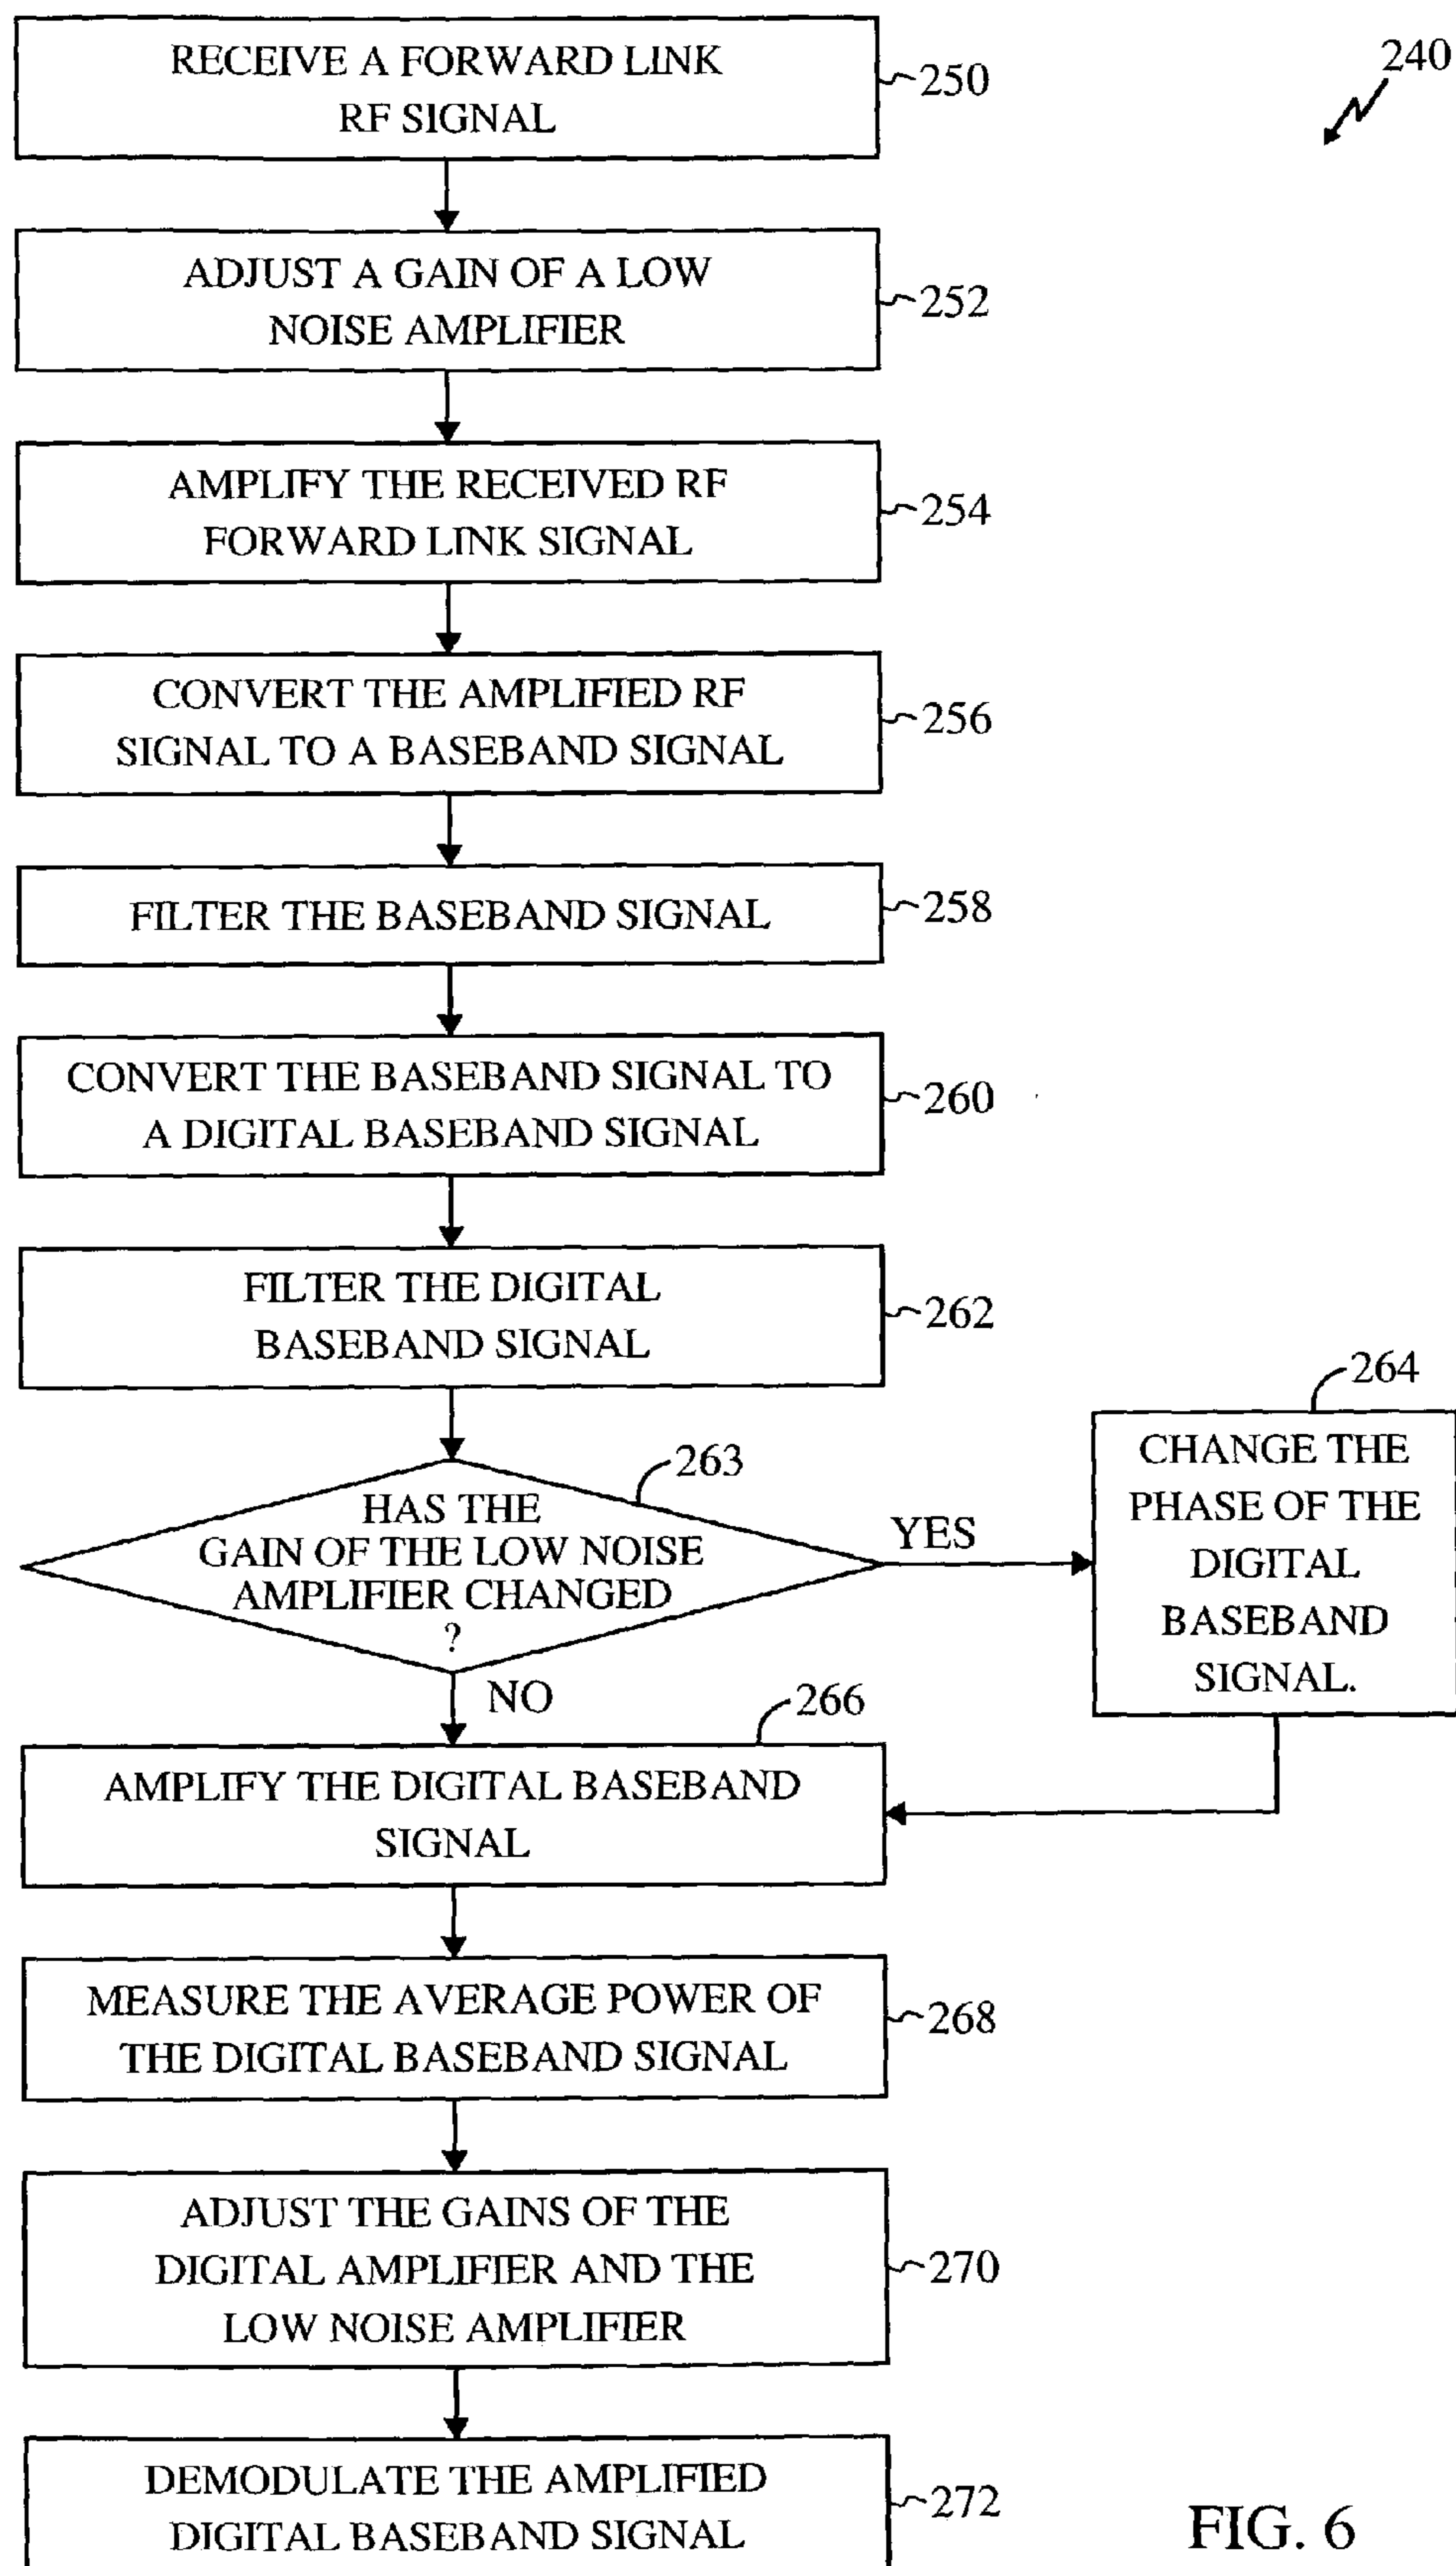 RECEIVE A FORWARD LINK
RF SIGNAL
250
240
ADJUST A GAIN OF A LOW
NOISE AMPLIFIER
252
AMPLIFY THE RECEIVED RF
FORWARD LINK SIGNAL
254
CONVERT THE AMPLIFIED RF
SIGNAL TO A BASEBAND SIGNAL
256
FILTER THE BASEBAND SIGNAL
258
CONVERT THE BASEBAND SIGNAL TO
A DIGITAL BASEBAND SIGNAL
260
FILTER THE DIGITAL
BASEBAND SIGNAL
262
263
HAS THE
GAIN OF THE LOW NOISE
AMPLIFIER CHANGED
?
YES
NO
264
CHANGE THE
PHASE OF THE
DIGITAL
BASEBAND
SIGNAL.
266
AMPLIFY THE DIGITAL BASEBAND
SIGNAL
MEASURE THE AVERAGE POWER OF
THE DIGITAL BASEBAND SIGNAL
268
ADJUST THE GAINS OF THE
DIGITAL AMPLIFIER AND THE
LOW NOISE AMPLIFIER
270
DEMODULATE THE AMPLIFIED
DIGITAL BASEBAND SIGNAL
272
FIG. 6